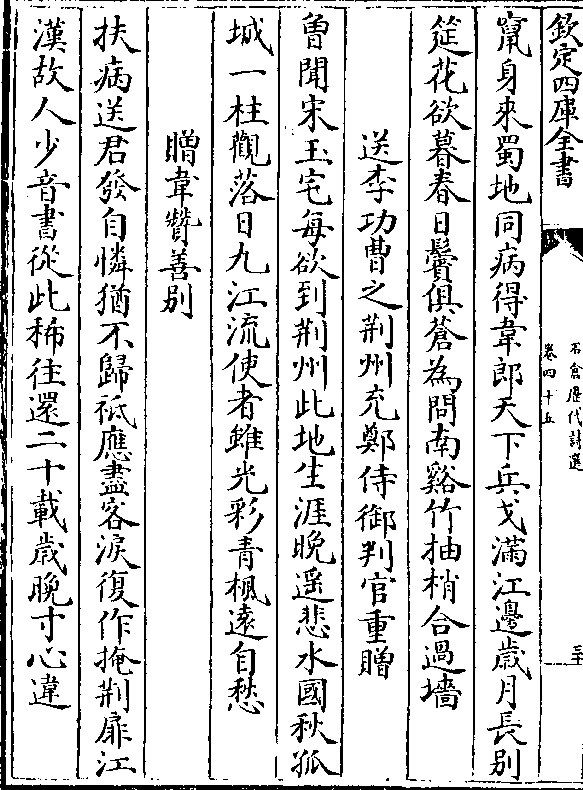 欽定四庫全書
石倉歷代詩選
卷四十五
三十
竄身來蜀地同病得韋郎天下兵戈滿江邊歲月長别
筵花欲暮春日鬢俱蒼為問南谿竹抽梢合過墻
送李功曹之荆州充鄭侍御判官重贈
曾聞宋玉宅每欲到荆州此地生涯晚遥悲水國秋孤
城一柱觀落日九江流使者雖光彩青楓遠自愁
贈韋贊善别
扶病送君發自憐猶不歸祗應盡客淚復作掩荆扉江
漢故人少音書從此稀往還二十載歲晚寸心違